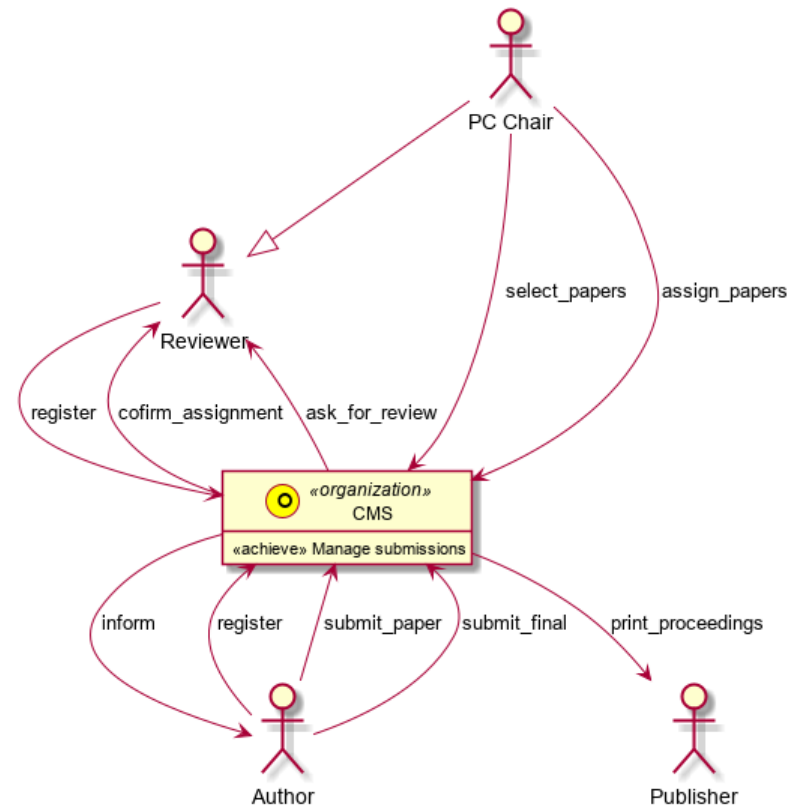 PC Chair
select_papers
assign_papers
Reviewer
register
cofirm_assignment
ask_for_review
«organization»
CMS
«achieve» Manage submissions
inform
register
submit_paper
submit_final
print_proceedings
Author
Publisher